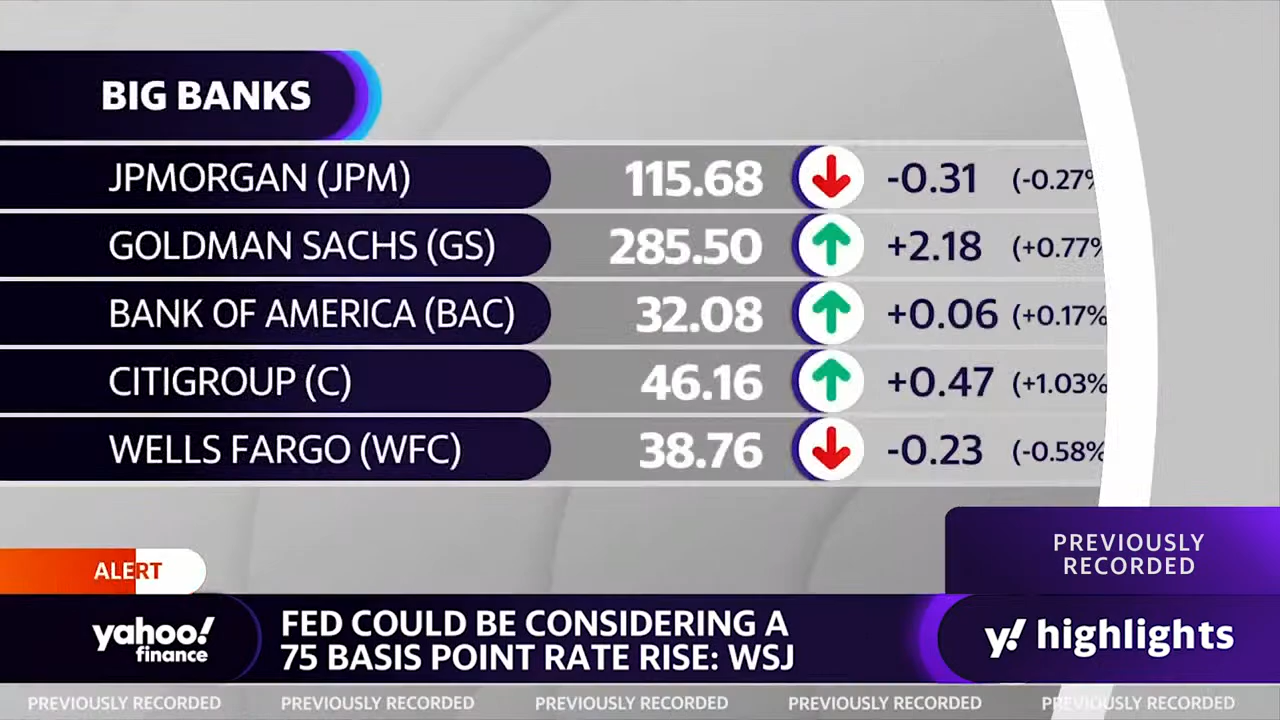 BIG BANKS
JPMORGAN (JPM) 115.68 -0.31 (-0.27%
GOLDMAN SACHS (GS) 285.50 +2.18 (+0.77%
BANK OF AMERICA (BAC) 32.08 +0.06 (+0.17%
CITIGROUP (C) 46.16 +0.47 (+1.03%
WELLS FARGO (WFC) 38.76 -0.23 (-0.58%
PREVIOUSLY
RECORDED
ALERT
yahoo!
finance
FED COULD BE CONSIDERING A
75 BASIS POINT RATE RISE: WSJ
y! highlights
PREVIOUSLY RECORDED PREVIOUSLY RECORDED PREVIOUSLY RECORDED PREVIOUSLY RECORDED PREVIOUSLY RECORDED